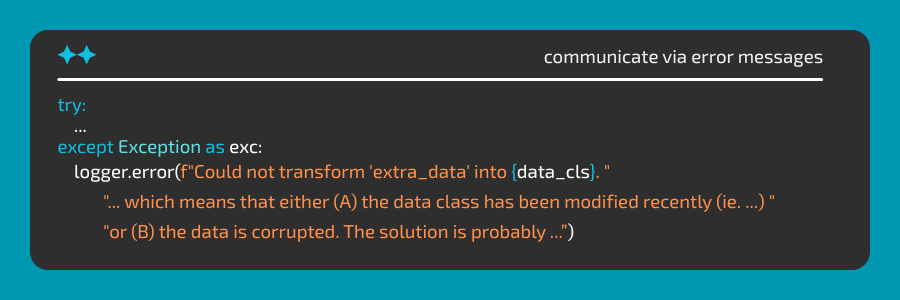 communicate via error messages
try:
...
except Exception as exc:
logger.error(f"Could not transform 'extra_data' into {data_cls}. "
"... which means that either (A) the data class has been modified recently (ie. ...) "
"or (B) the data is corrupted. The solution is probably ...")